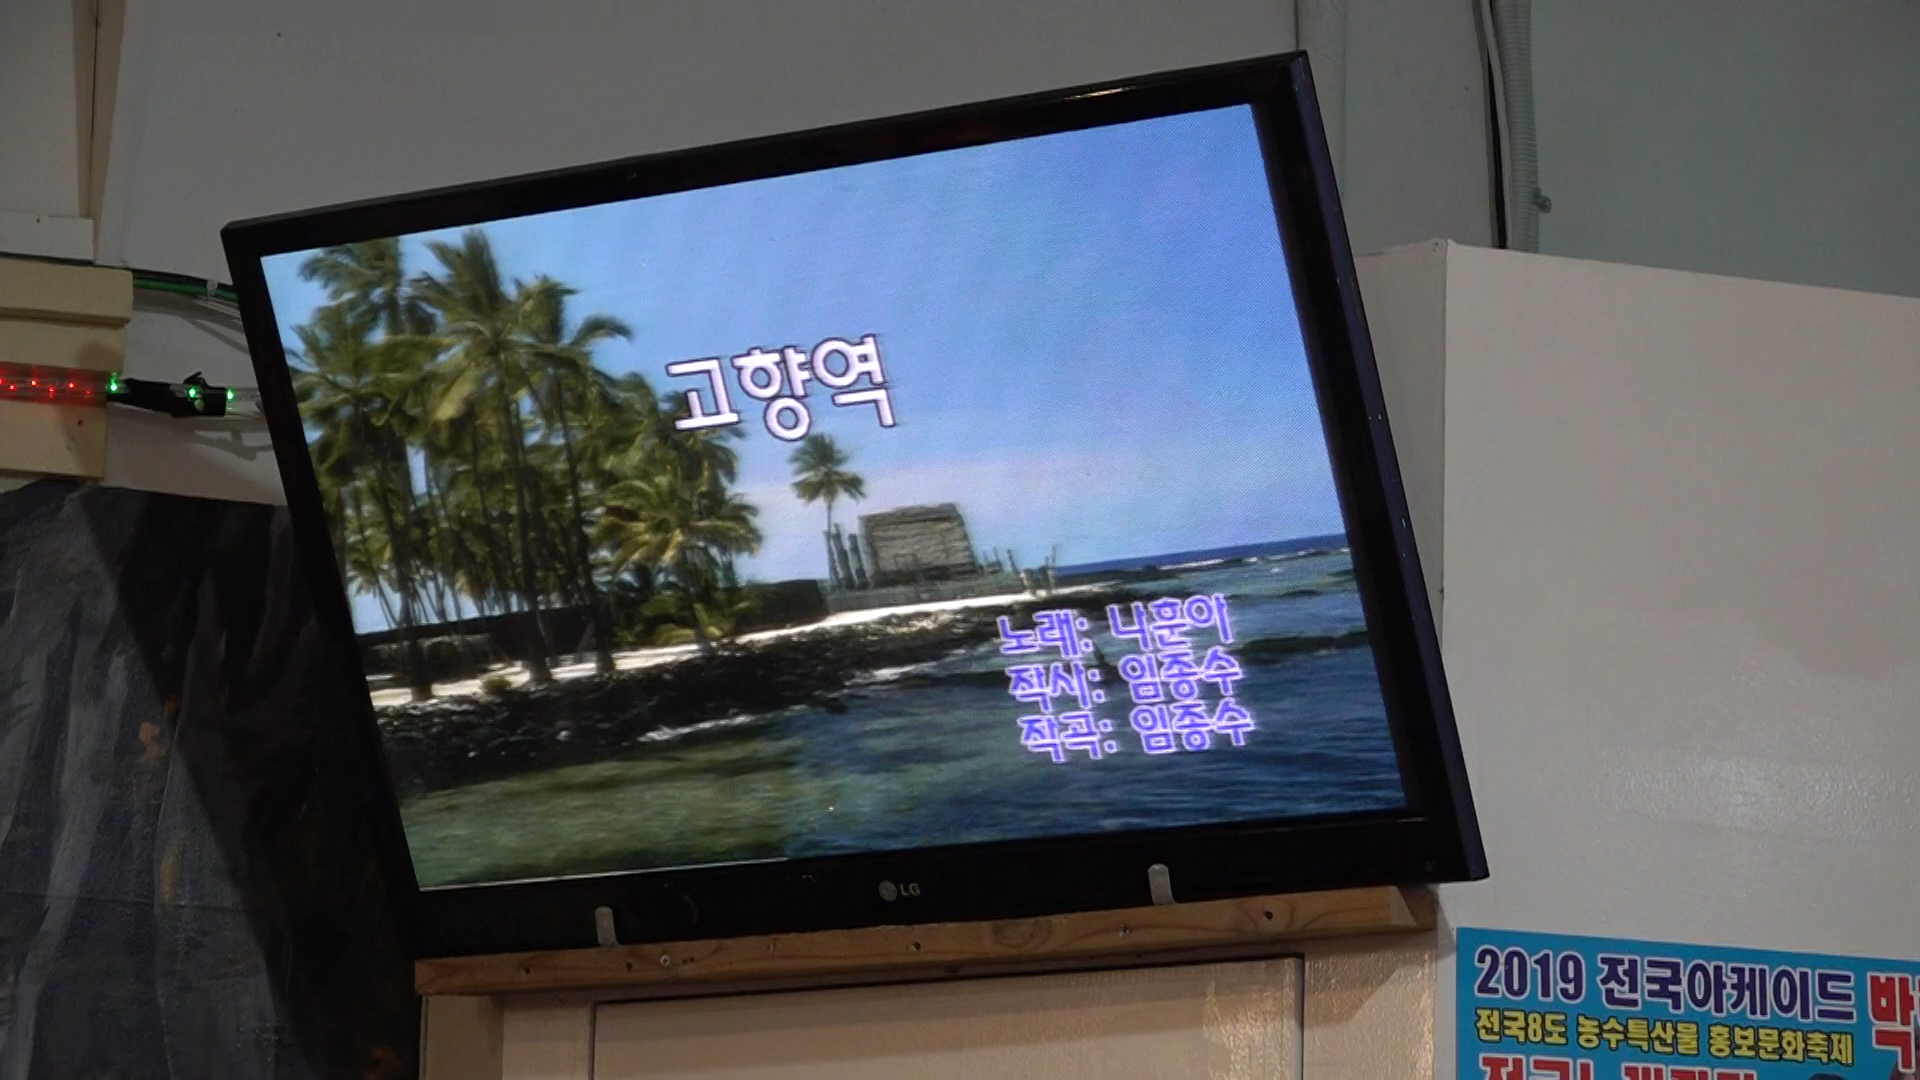 고향역
노래: 나훈아
작사: 임종수
작곡: 임종수
LG
2019 전국아케이드 박
전국8도 농수특산물 홍보문화축제